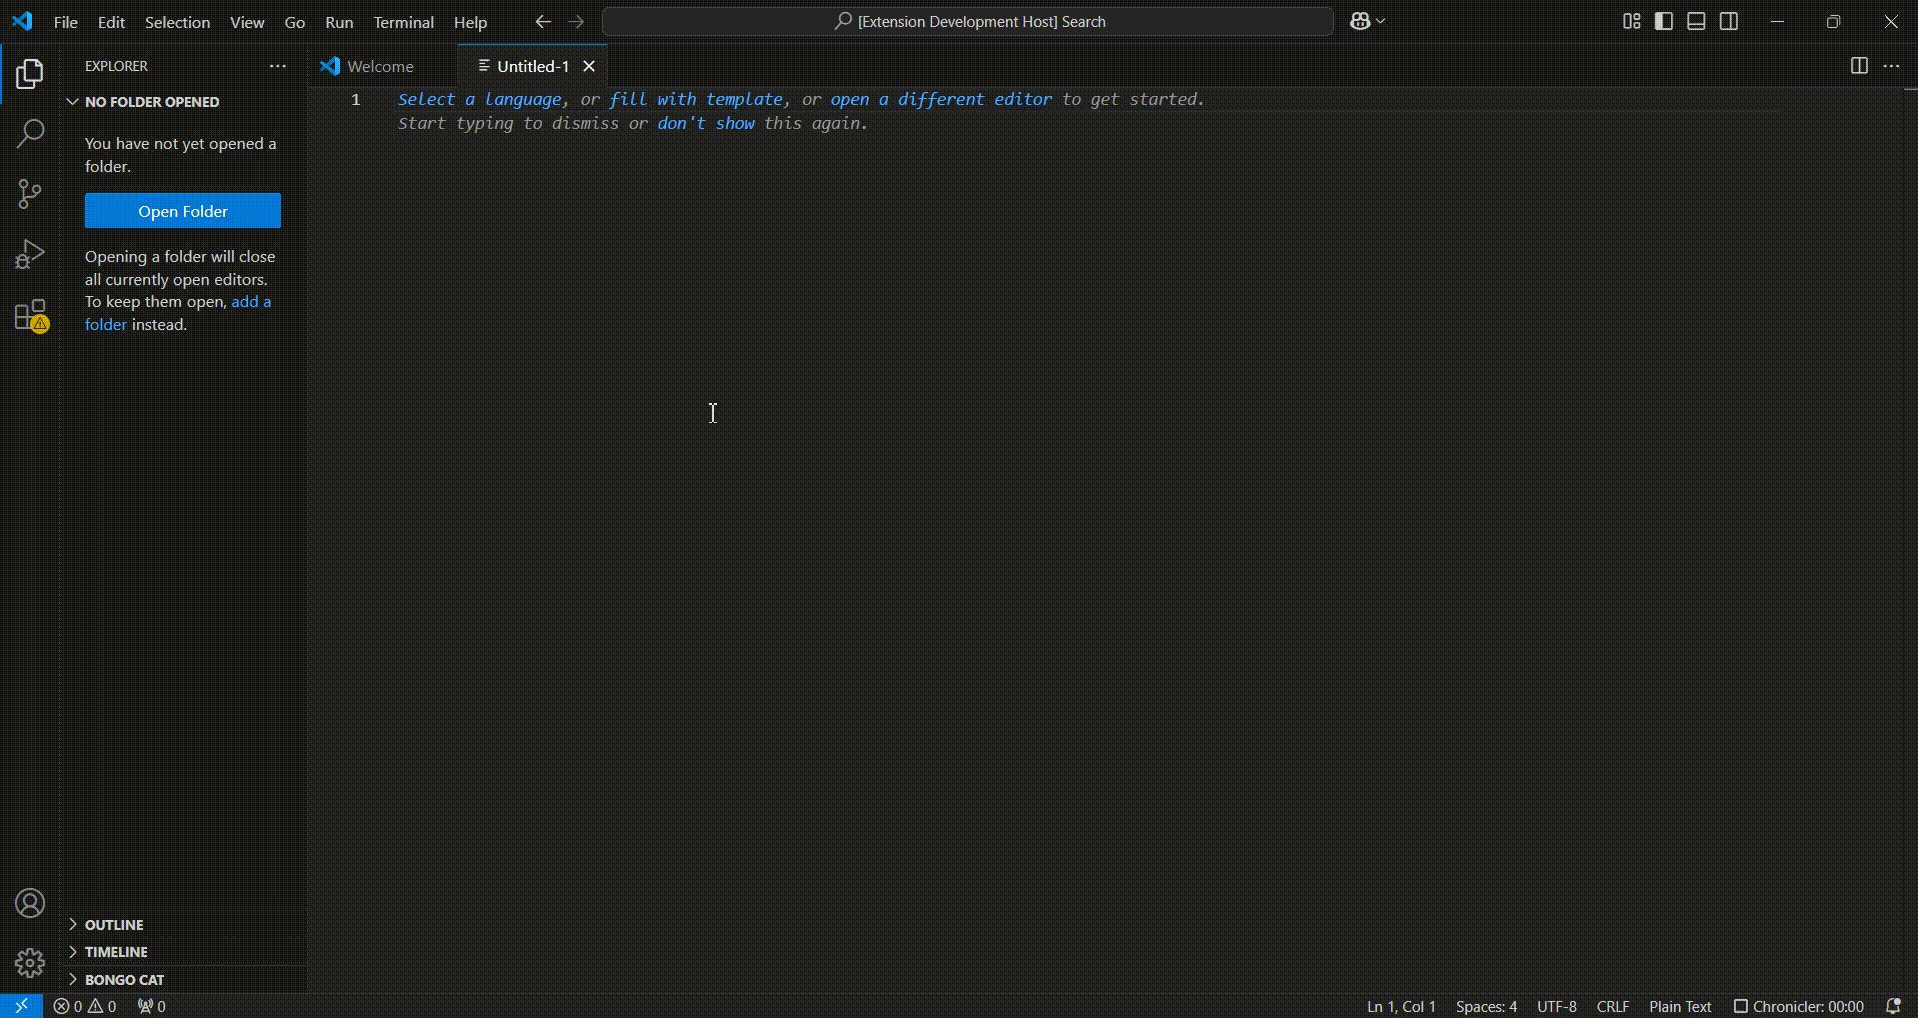 File Edit Selection View Go Run Terminal Help
[Extension Development Host] Search
EXPLORER
NO FOLDER OPENED
You have not yet opened a
folder.
Open Folder
Opening a folder will close
all currently open editors.
To keep them open, add a
folder instead.
OUTLINE
TIMELINE
BONGO CAT
Welcome
Untitled-1
1 Select a language, or fill with template, or open a different editor to get started.
Start typing to dismiss or don't show this again.
0 0 0
Ln 1, Col 1 Spaces: 4 UTF-8 CRLF Plain Text Chronicler: 00:00